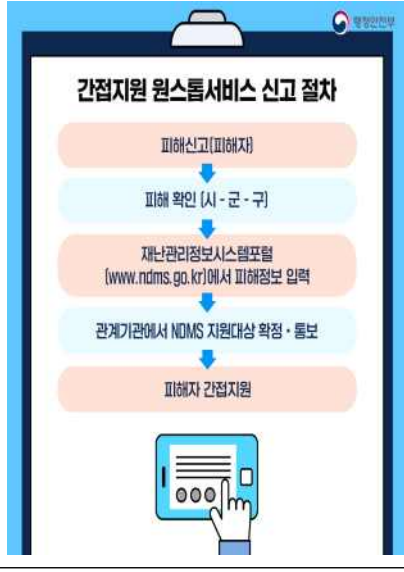 행정안전부
간접지원 원스톱서비스 신고 절차
피해신고(피해자)
피해 확인 (시 - 군 - 구)
재난관리정보시스템포털
(www.ndms.go.kr)에서 피해정보 입력
관계기관에서 NDMS 지원대상 확정·통보
피해자 간접지원